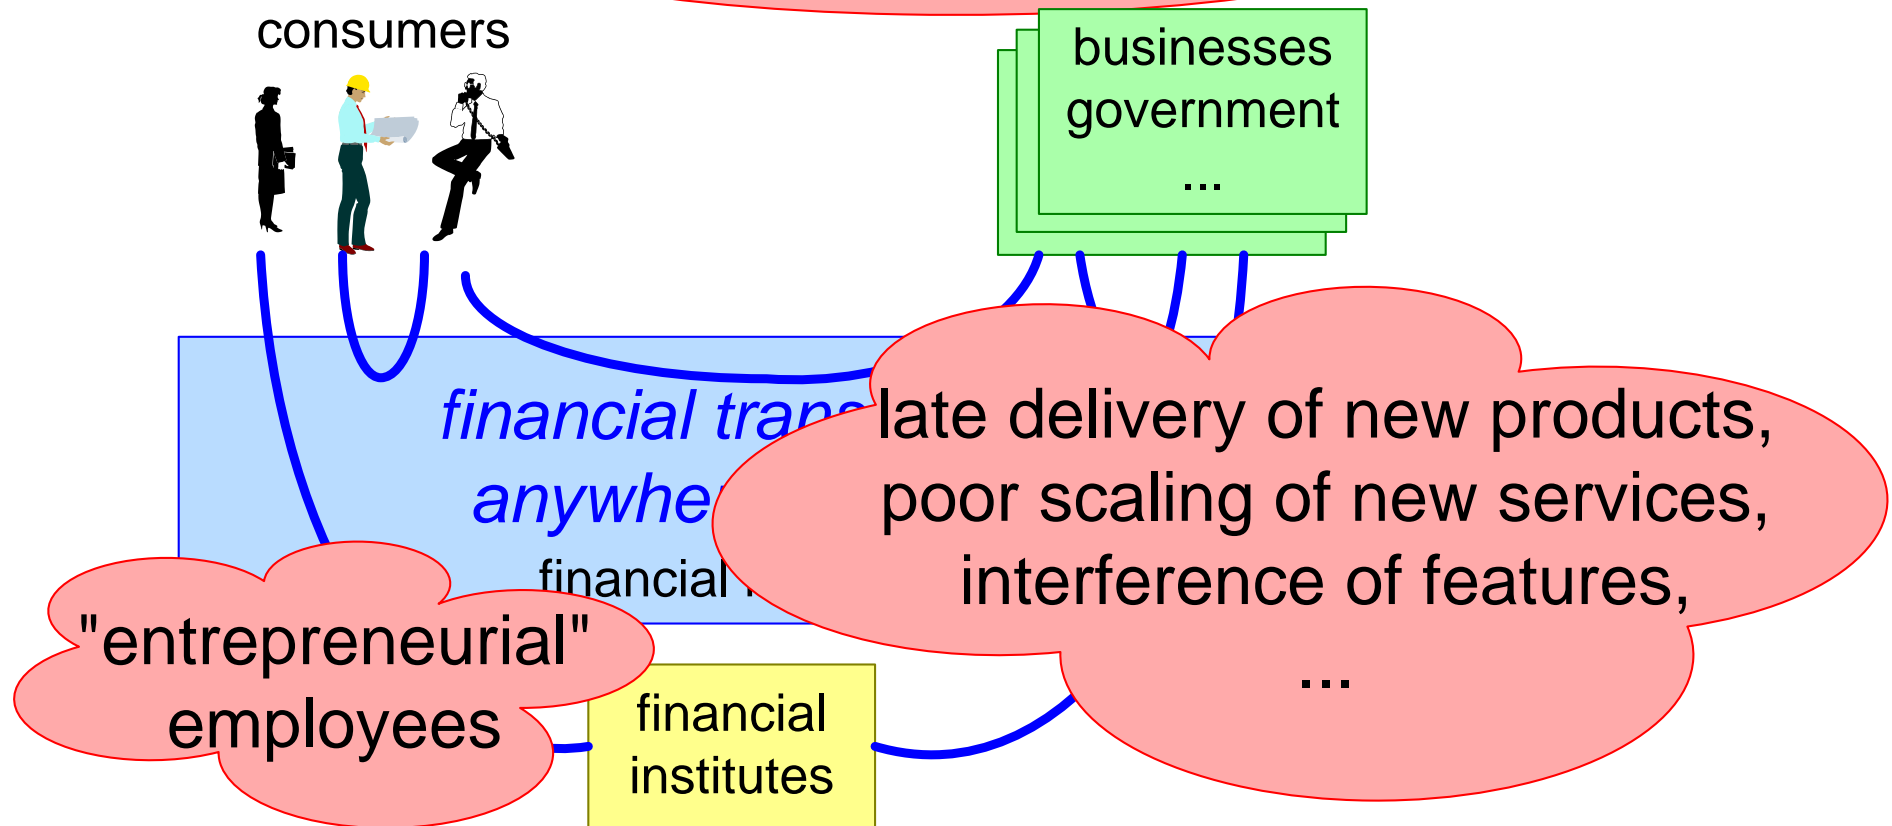 consumers
businesses
government
...
financial
anywhe
late delivery of new products,
poor scaling of new services,
interference of features,
...
financial
"entrepreneurial"
employees
financial
institutes